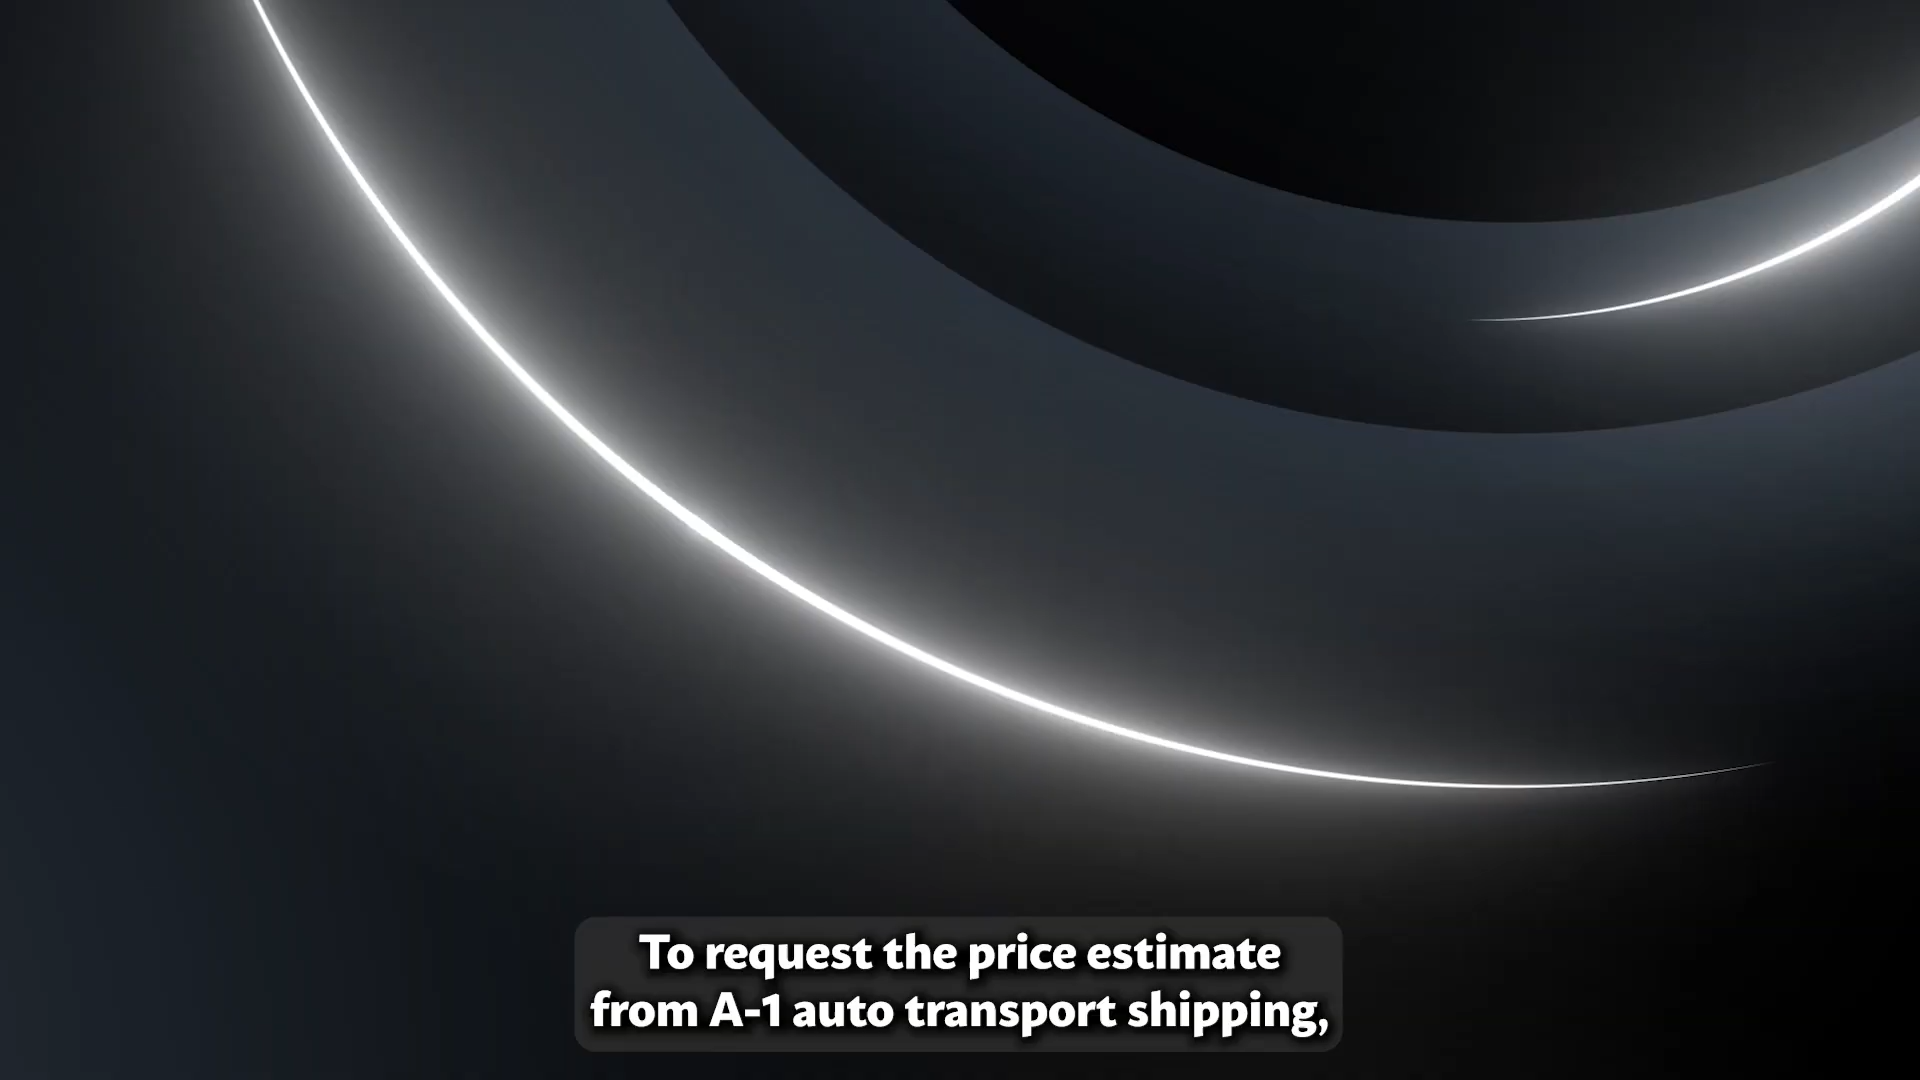 To request the price estimate
from A-1 auto transport shipping,